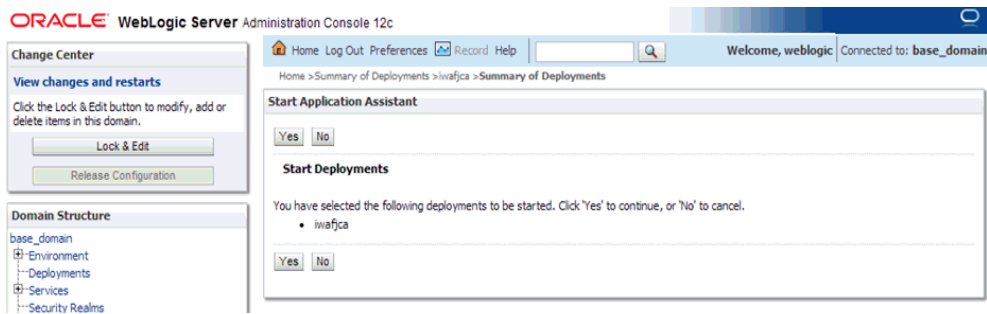 ORACLE WebLogic Server Administration Console 12c
Change Center
View changes and restarts
Click the Lock & Edit button to modify, add or
delete items in this domain.
Lock & Edit
Release Configuration
Domain Structure
base_domain
Environment
Deployments
Services
Security Realms
Home Log Out Preferences Record Help
Welcome, weblogic Connected to: base_domain
Home >Summary of Deployments >iwafjca >Summary of Deployments
Start Application Assistant
Yes No
Start Deployments
You have selected the following deployments to be started. Click 'Yes' to continue, or 'No' to cancel.
• iwafjca
Yes No